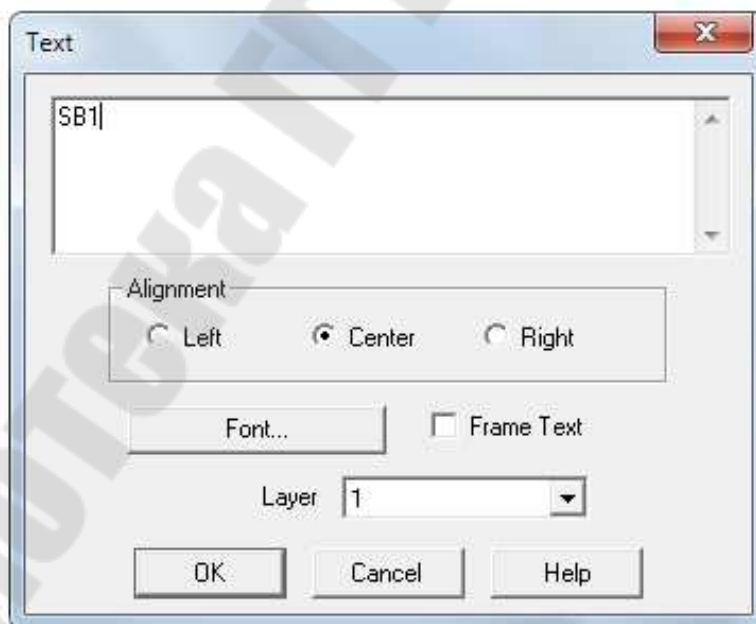 Text
SB1
Alignment
Left Center Right
Font... Frame Text
Layer 1
OK Cancel Help